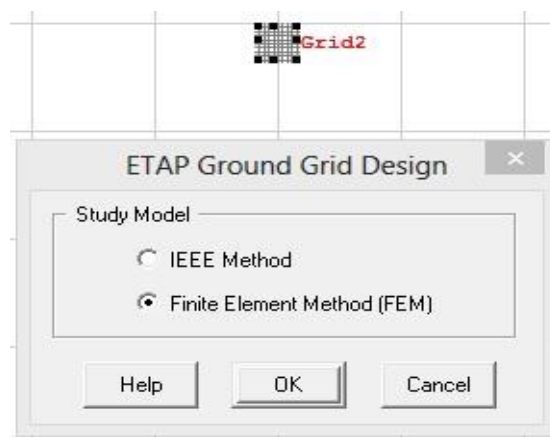 Grid2
ETAP Ground Grid Design
Study Model
IEEE Method
Finite Element Method (FEM)
Help OK Cancel